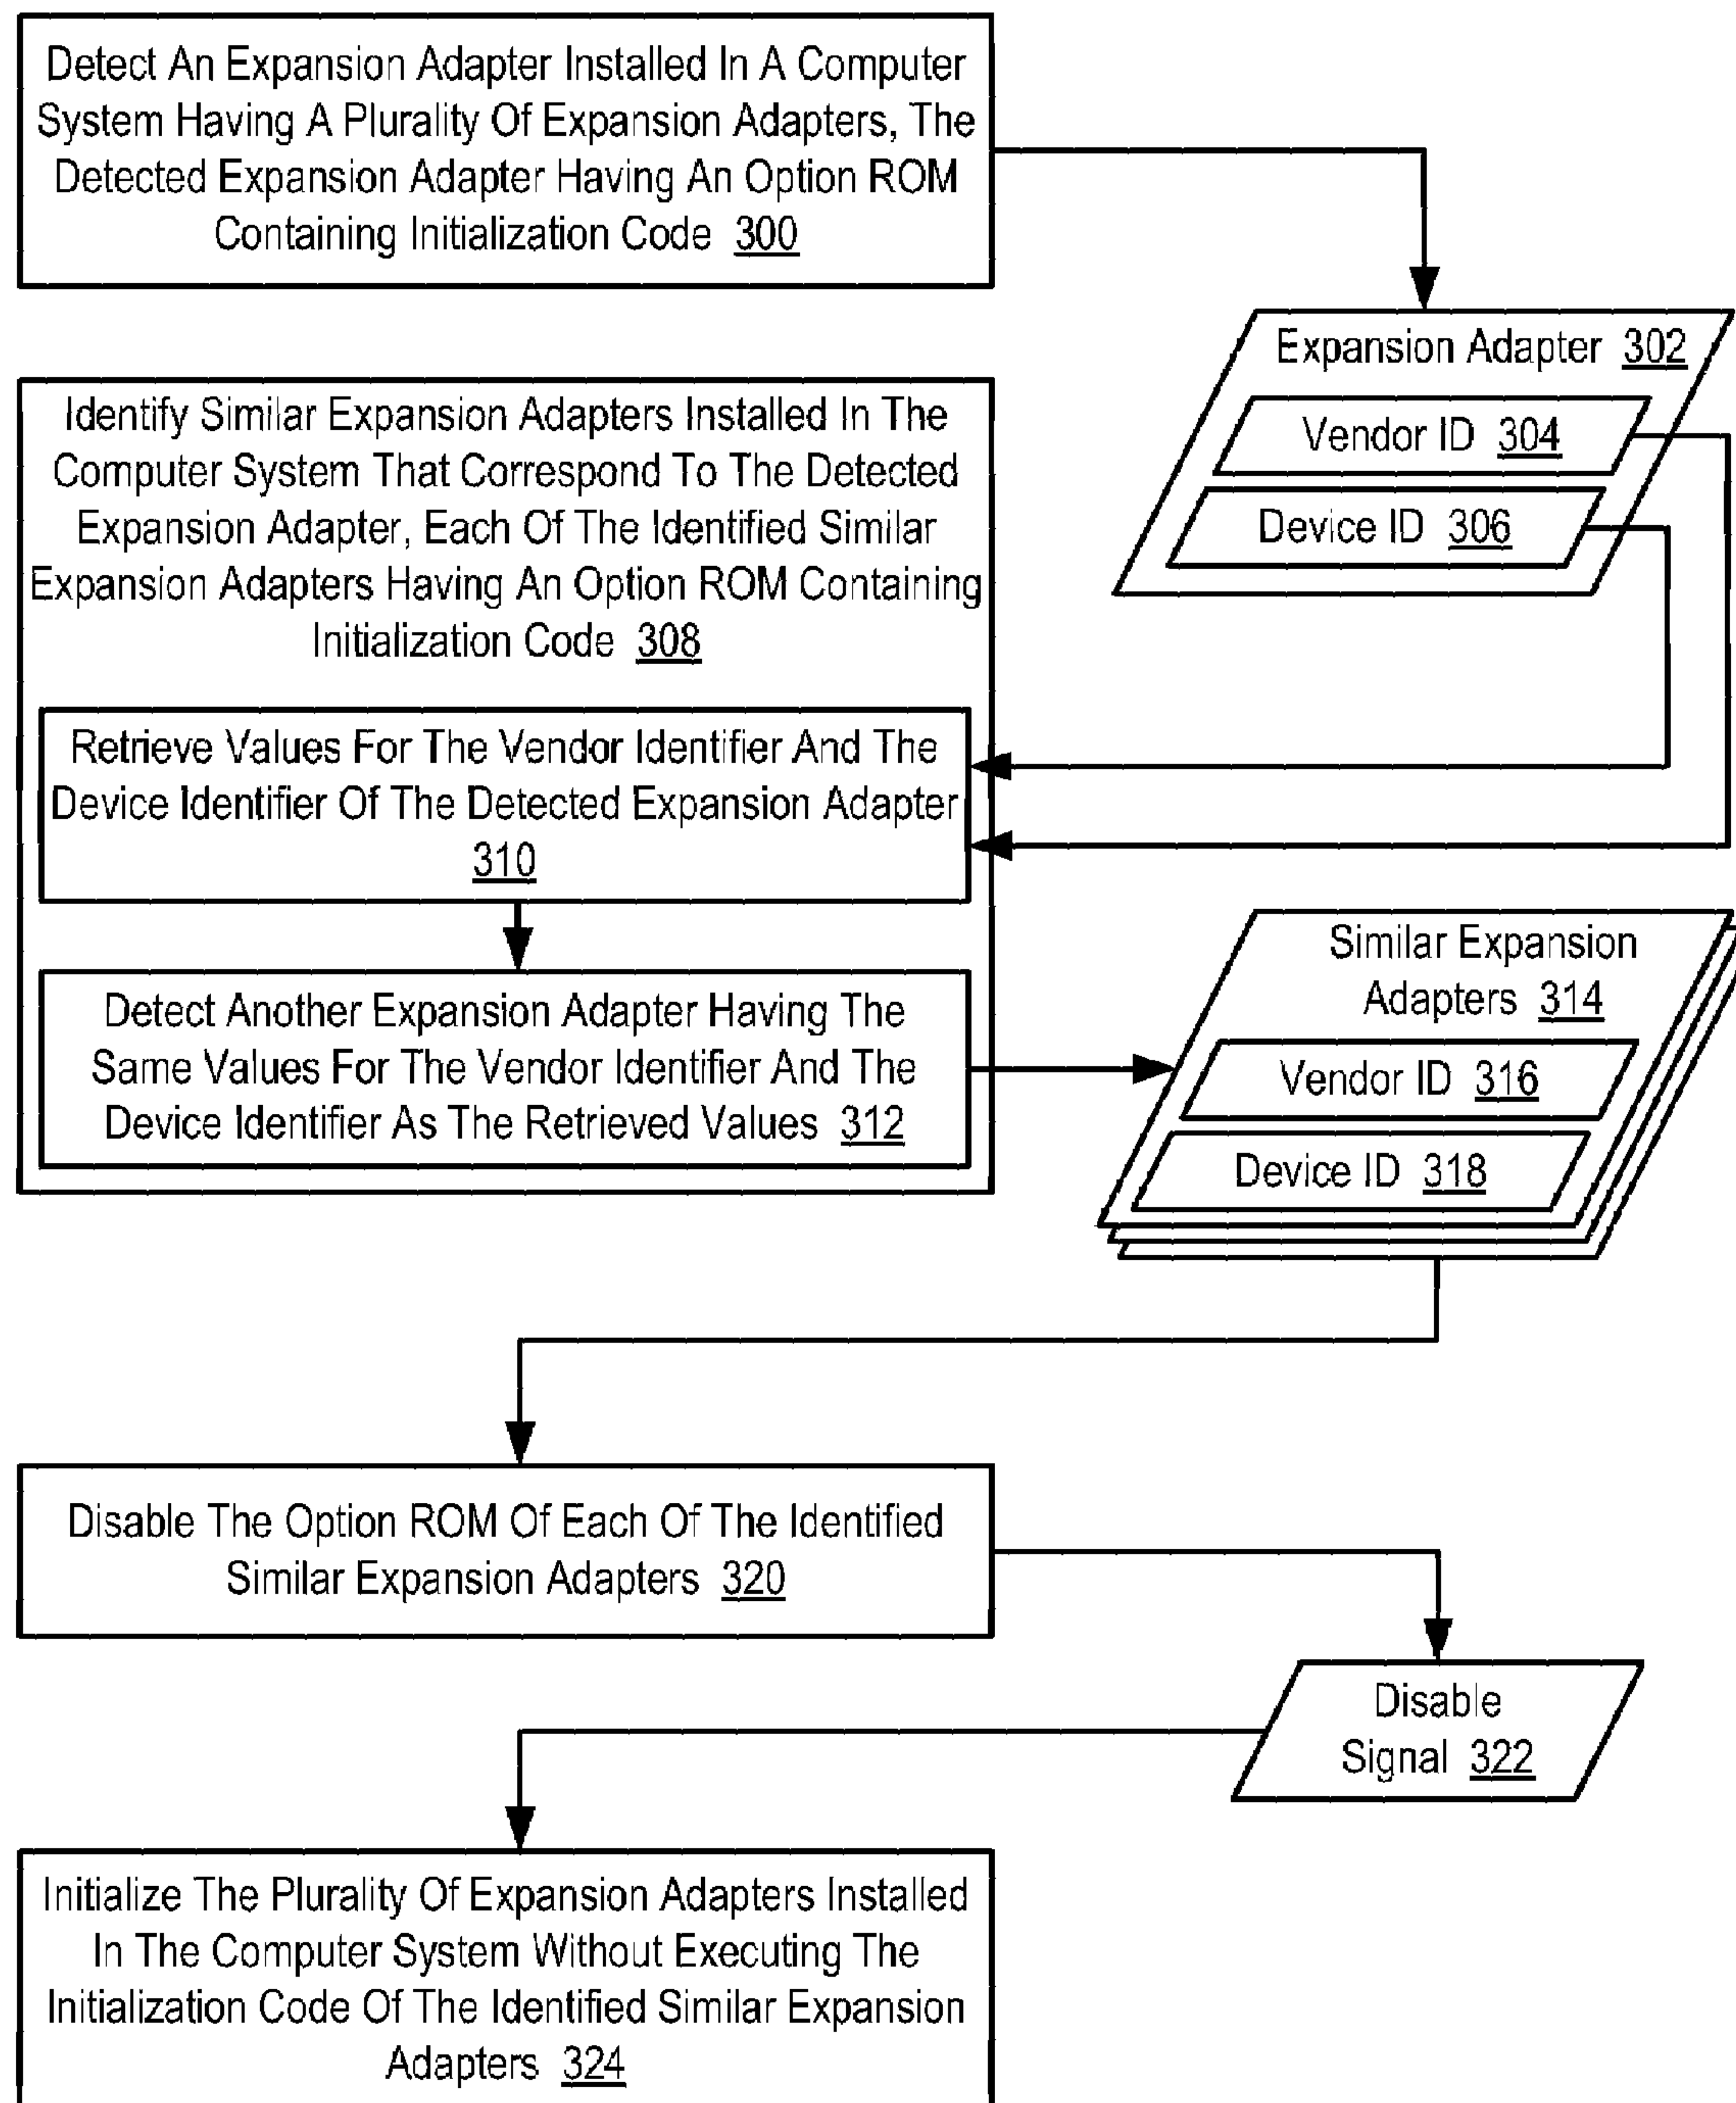 Detect An Expansion Adapter Installed In A Computer
System Having A Plurality Of Expansion Adapters, The
Detected Expansion Adapter Having An Option ROM
Containing Initialization Code 300
Expansion Adapter 302
Vendor ID 304
Device ID 306
Identify Similar Expansion Adapters Installed In The
Computer System That Correspond To The Detected
Expansion Adapter, Each Of The Identified Similar
Expansion Adapters Having An Option ROM Containing
Initialization Code 308
Retrieve Values For The Vendor Identifier And The
Device Identifier Of The Detected Expansion Adapter
310
Detect Another Expansion Adapter Having The
Same Values For The Vendor Identifier And The
Device Identifier As The Retrieved Values 312
Similar Expansion
Adapters 314
Vendor ID 316
Device ID 318
Disable The Option ROM Of Each Of The Identified
Similar Expansion Adapters 320
Disable
Signal 322
Initialize The Plurality Of Expansion Adapters Installed
In The Computer System Without Executing The
Initialization Code Of The Identified Similar Expansion
Adapters 324